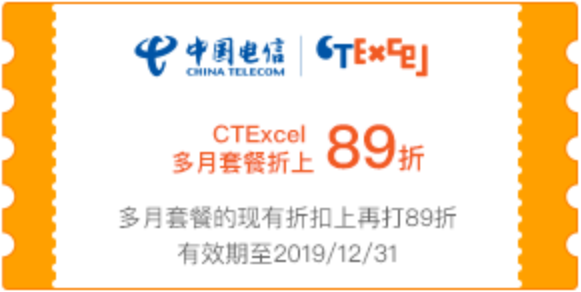 中国电信
CHINA TELECOM
CTExcel
CTExcel
多月套餐折上 89折
多月套餐的现有折扣上再打89折
有效期至2019/12/31